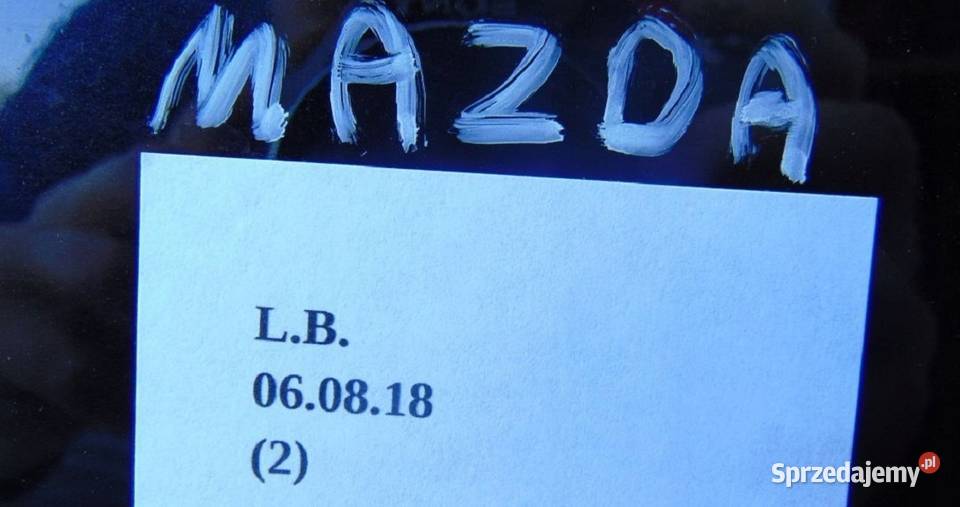 MAZDA
L.B.
06.08.18
(2)
Sprzedajemy.pl